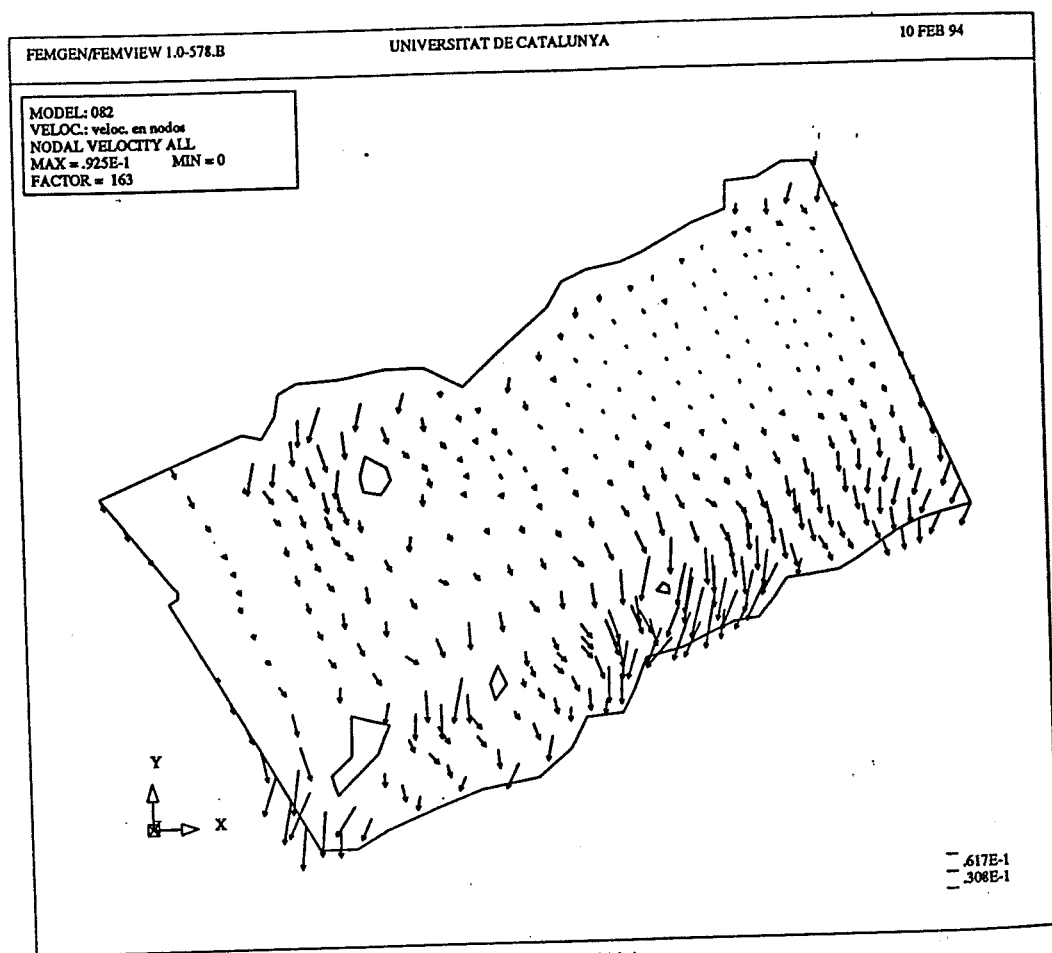 FEMGEN/FEMVIEW 1.0-578.B
UNIVERSITAT DE CATALUNYA
10 FEB 94
MODEL: 082
VELOC.: veloc. en nodos
NODAL VELOCITY ALL
MAX = .925E-1 MIN = 0
FACTOR = 163
Y
X
.617E-1
.308E-1